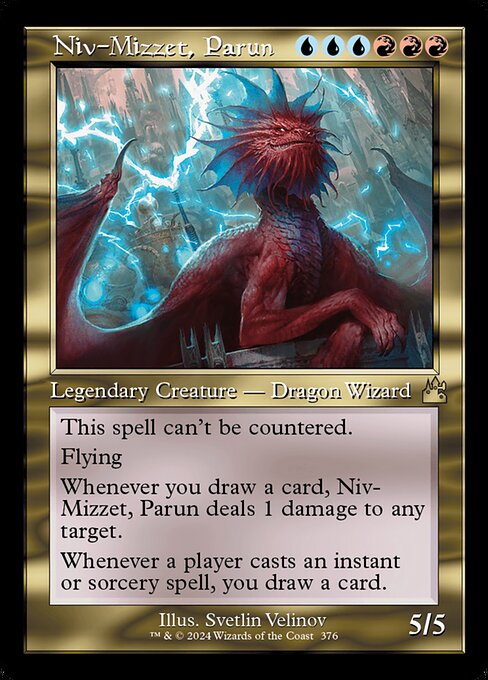 Niv-Mizzet, Parun
Legendary Creature — Dragon Wizard
This spell can't be countered.
Flying
Whenever you draw a card, Niv-
Mizzet, Parun deals 1 damage to any
target.
Whenever a player casts an instant
or sorcery spell, you draw a card.
Illus. Svetlin Velinov
™ & © 2024 Wizards of the Coast 376
5/5